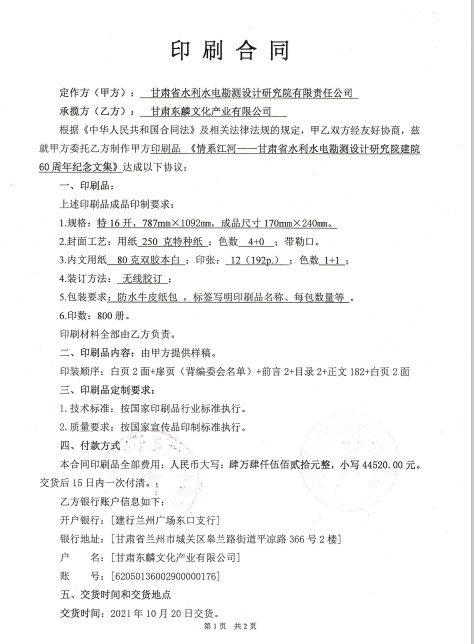 印刷合同
定作方（甲方）： 甘肃省水利水电勘测设计研究院有限责任公司
承揽方（乙方）： 甘肃东麟文化产业有限公司
根据《中华人民共和国合同法》及相关法律法规的规定，甲乙双方经友好协商，兹
就甲方委托乙方制作甲方印刷品 《情系江河——甘肃省水利水电勘测设计研究院建院
60周年纪念文集》达成以下协议：
一、印刷品：
上述印刷品成品印制要求：
1.规格：特16开，787mm×1092mm，成品尺寸170mm×240mm。
2.封面工艺：用纸 250 克特种纸 ；色数 4+0 ；带勒口。
3.内文用纸 80克双胶本白 ；印张： 12（192p.） ；色数 1+1 ；
4.装订方法： 无线胶订 ；
5.包装要求：防水牛皮纸包 ，标签写明印刷品名称、每包数量等 。
6.印数：800册。
印刷材料全部由乙方负责。
二、印刷品内容：由甲方提供样稿。
印装顺序：白页2面+扉页（背编委会名单）+前言2+目录2+正文182+白页2面
三、印刷品定制要求：
1.技术标准：按国家印刷品行业标准执行。
2.质量要求：按国家宣传品印制标准执行。
四、付款方式
本合同印刷品全部费用：人民币大写：肆万肆仟伍佰贰拾元整，小写44520.00元。
交货后15日内一次付清。
乙方银行账户信息如下：
开户银行：[建行兰州广场东口支行]
银行地址：[甘肃省兰州市城关区皋兰路街道平凉路366号2楼]
户 名：[甘肃东麟文化产业有限公司]
账 号：[62050136002900000176]
五、交货时间和交货地点
交货时间：2021年10月20日交货。
第1页 共2页